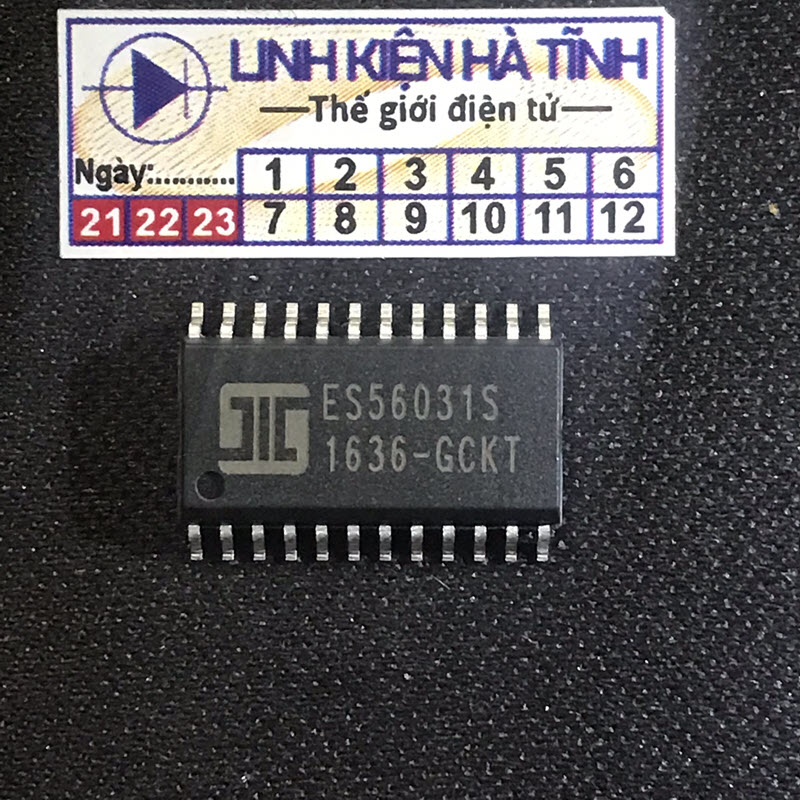 LINH KIỆN HÀ TĨNH
Thế giới điện tử
Ngày:........... 1 2 3 4 5 6
21 22 23 7 8 9 10 11 12
ES56031S
1636-GCKT